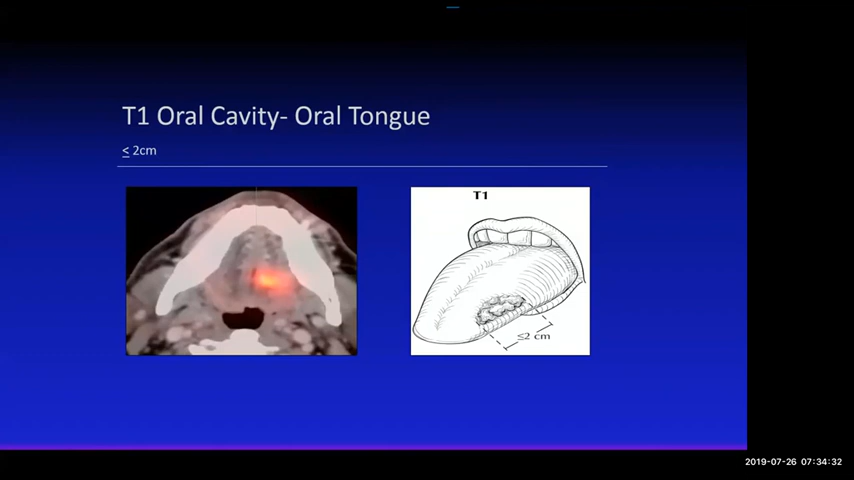 T1 Oral Cavity- Oral Tongue
≤ 2cm
T1
≤2 cm
2019-07-26 07:34:32